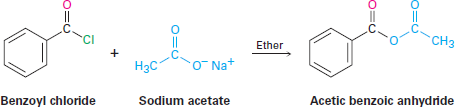 O
C
Cl
+
O
C
H3C
O⁻ Na⁺
Ether
O
O
C
C
O
CH3
Benzoyl chloride
Sodium acetate
Acetic benzoic anhydride